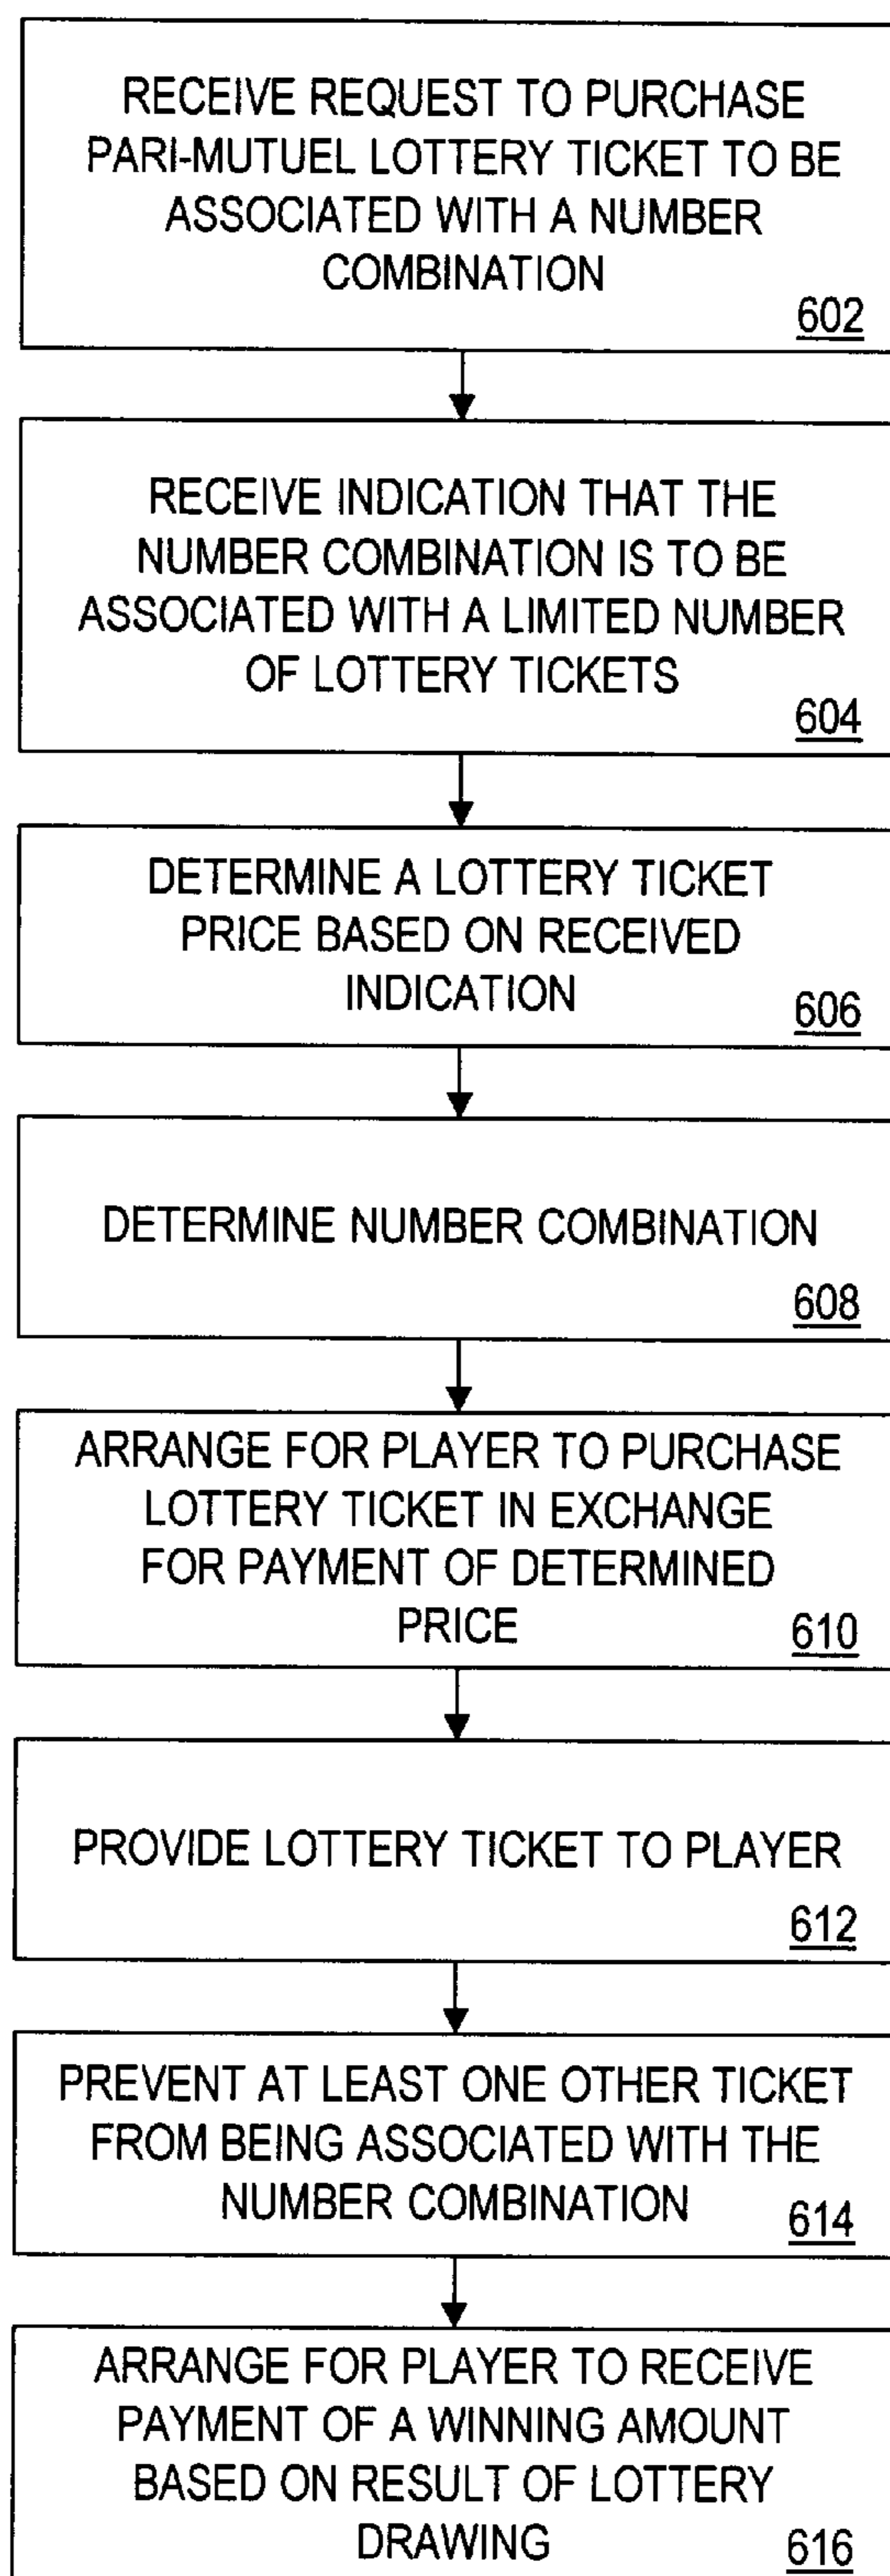 RECEIVE REQUEST TO PURCHASE
PARI-MUTUEL LOTTERY TICKET TO BE
ASSOCIATED WITH A NUMBER
COMBINATION
602
RECEIVE INDICATION THAT THE
NUMBER COMBINATION IS TO BE
ASSOCIATED WITH A LIMITED NUMBER
OF LOTTERY TICKETS
604
DETERMINE A LOTTERY TICKET
PRICE BASED ON RECEIVED
INDICATION
606
DETERMINE NUMBER COMBINATION
608
ARRANGE FOR PLAYER TO PURCHASE
LOTTERY TICKET IN EXCHANGE
FOR PAYMENT OF DETERMINED
PRICE
610
PROVIDE LOTTERY TICKET TO PLAYER
612
PREVENT AT LEAST ONE OTHER TICKET
FROM BEING ASSOCIATED WITH THE
NUMBER COMBINATION
614
ARRANGE FOR PLAYER TO RECEIVE
PAYMENT OF A WINNING AMOUNT
BASED ON RESULT OF LOTTERY
DRAWING
616